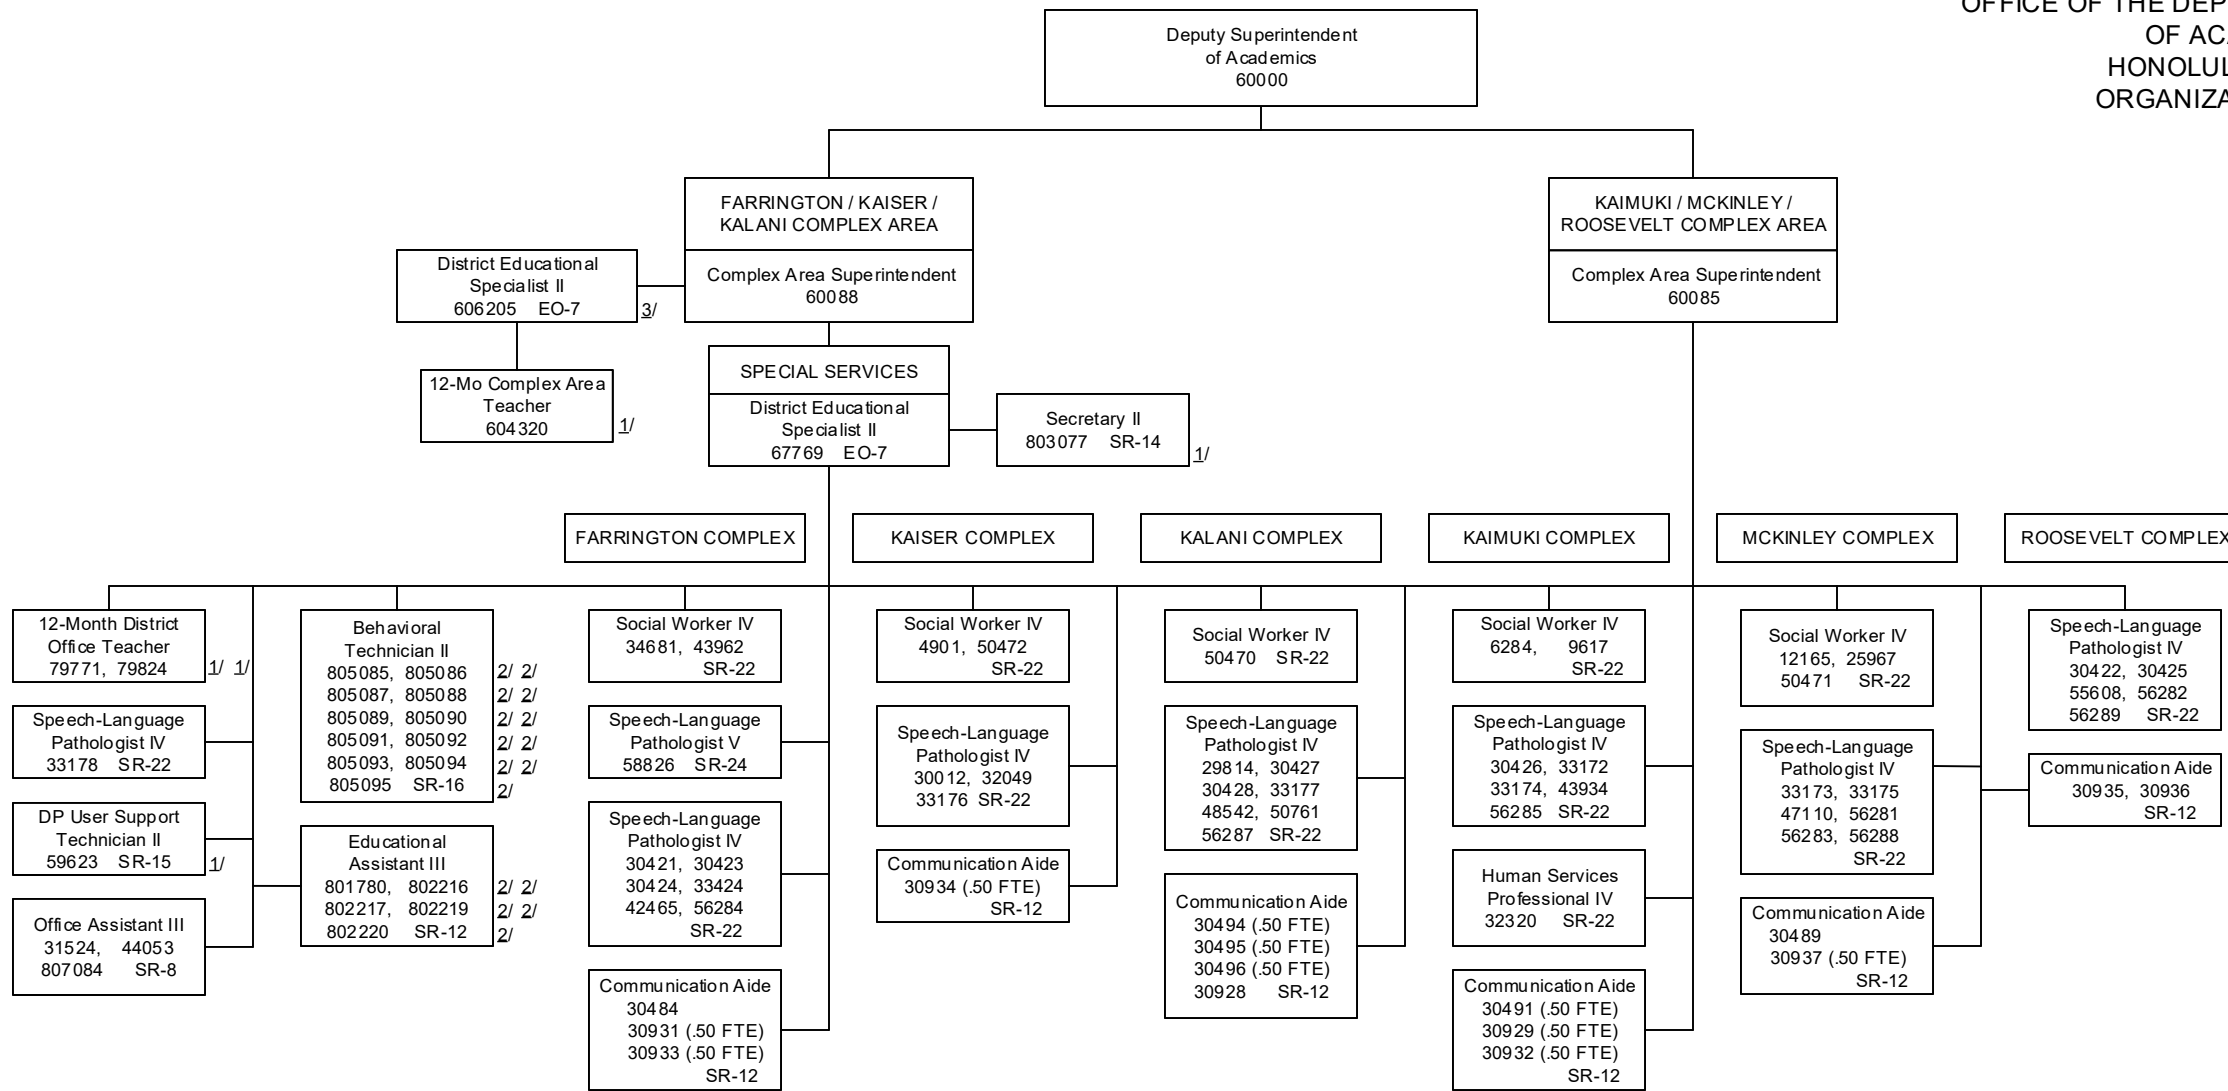 OFFICE OF THE
OF
Deputy Superintendent
of Academics
60000
FARRINGTON / KAISER /
KALANI COMPLEX AREA
Complex Area Superintendent
60088
KAIMUKI / MCKINLEY /
ROOSEVELT COMPLEX AREA
Complex Area Superintendent
60085
District Educational
Specialist II
606205 EO-7
3/
12-Mo Complex Area
Teacher
604320
1/
SPECIAL SERVICES
District Educational
Specialist II
67769 EO-7
Secretary II
803077 SR-14
1/
FARRINGTON COMPLEX
KAISER COMPLEX
KALANI COMPLEX
KAIMUKI COMPLEX
MCKINLEY COMPLEX
ROOSEVELT COMPLEX
12-Month District
Office Teacher
79771, 79824
1/ 1/
Speech-Language
Pathologist IV
33178 SR-22
DP User Support
Technician II
59623 SR-15
1/
Office Assistant III
31524, 44053
807084 SR-8
Behavioral
Technician II
805085, 805086 2/ 2/
805087, 805088 2/ 2/
805089, 805090 2/ 2/
805091, 805092 2/ 2/
805093, 805094 2/ 2/
805095 SR-16 2/
Educational
Assistant III
801780, 802216 2/ 2/
802217, 802219 2/ 2/
802220 SR-12 2/
Social Worker IV
34681, 43962
SR-22
Speech-Language
Pathologist V
58826 SR-24
Speech-Language
Pathologist IV
30421, 30423
30424, 33424
42465, 56284
SR-22
Communication Aide
30484
30931 (.50 FTE)
30933 (.50 FTE)
SR-12
Social Worker IV
4901, 50472
SR-22
Speech-Language
Pathologist IV
30012, 32049
33176 SR-22
Communication Aide
30934 (.50 FTE)
SR-12
Social Worker IV
50470 SR-22
Speech-Language
Pathologist IV
29814, 30427
30428, 33177
48542, 50761
56287 SR-22
Communication Aide
30494 (.50 FTE)
30495 (.50 FTE)
30496 (.50 FTE)
30928 SR-12
Social Worker IV
6284, 9617
SR-22
Speech-Language
Pathologist IV
30426, 33172
33174, 43934
56285 SR-22
Human Services
Professional IV
32320 SR-22
Communication Aide
30491 (.50 FTE)
30929 (.50 FTE)
30932 (.50 FTE)
SR-12
Social Worker IV
12165, 25967
50471 SR-22
Speech-Language
Pathologist IV
33173, 33175
47110, 56281
56283, 56288
SR-22
Communication Aide
30489
30937 (.50 FTE)
SR-12
Speech-Language
Pathologist IV
30422, 30425
55608, 56282
56289 SR-22
Communication Aide
30935, 30936
SR-12